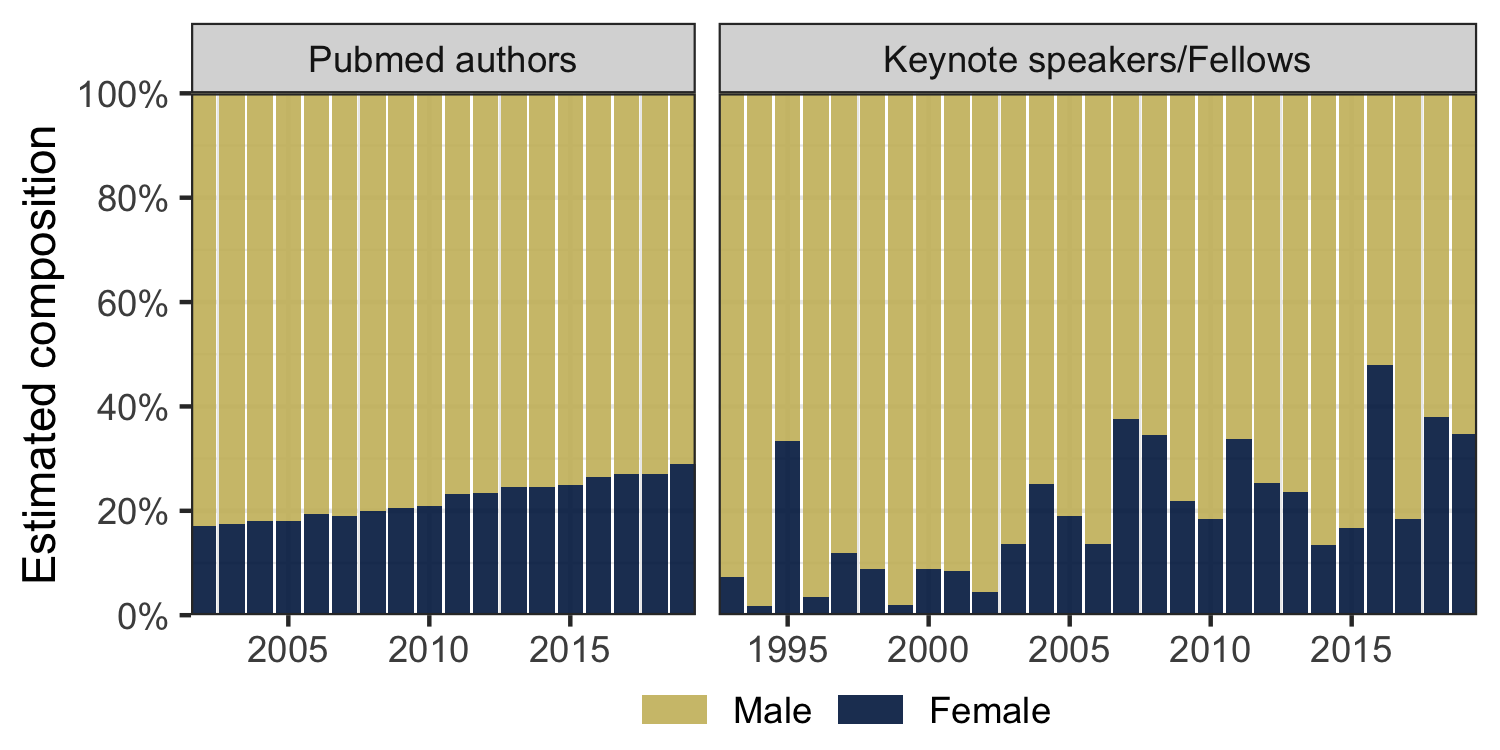 Pubmed authors
Keynote speakers/Fellows
Estimated composition
100%
80%
60%
40%
20%
0%
2005 2010 2015
1995 2000 2005 2010 2015
Male Female